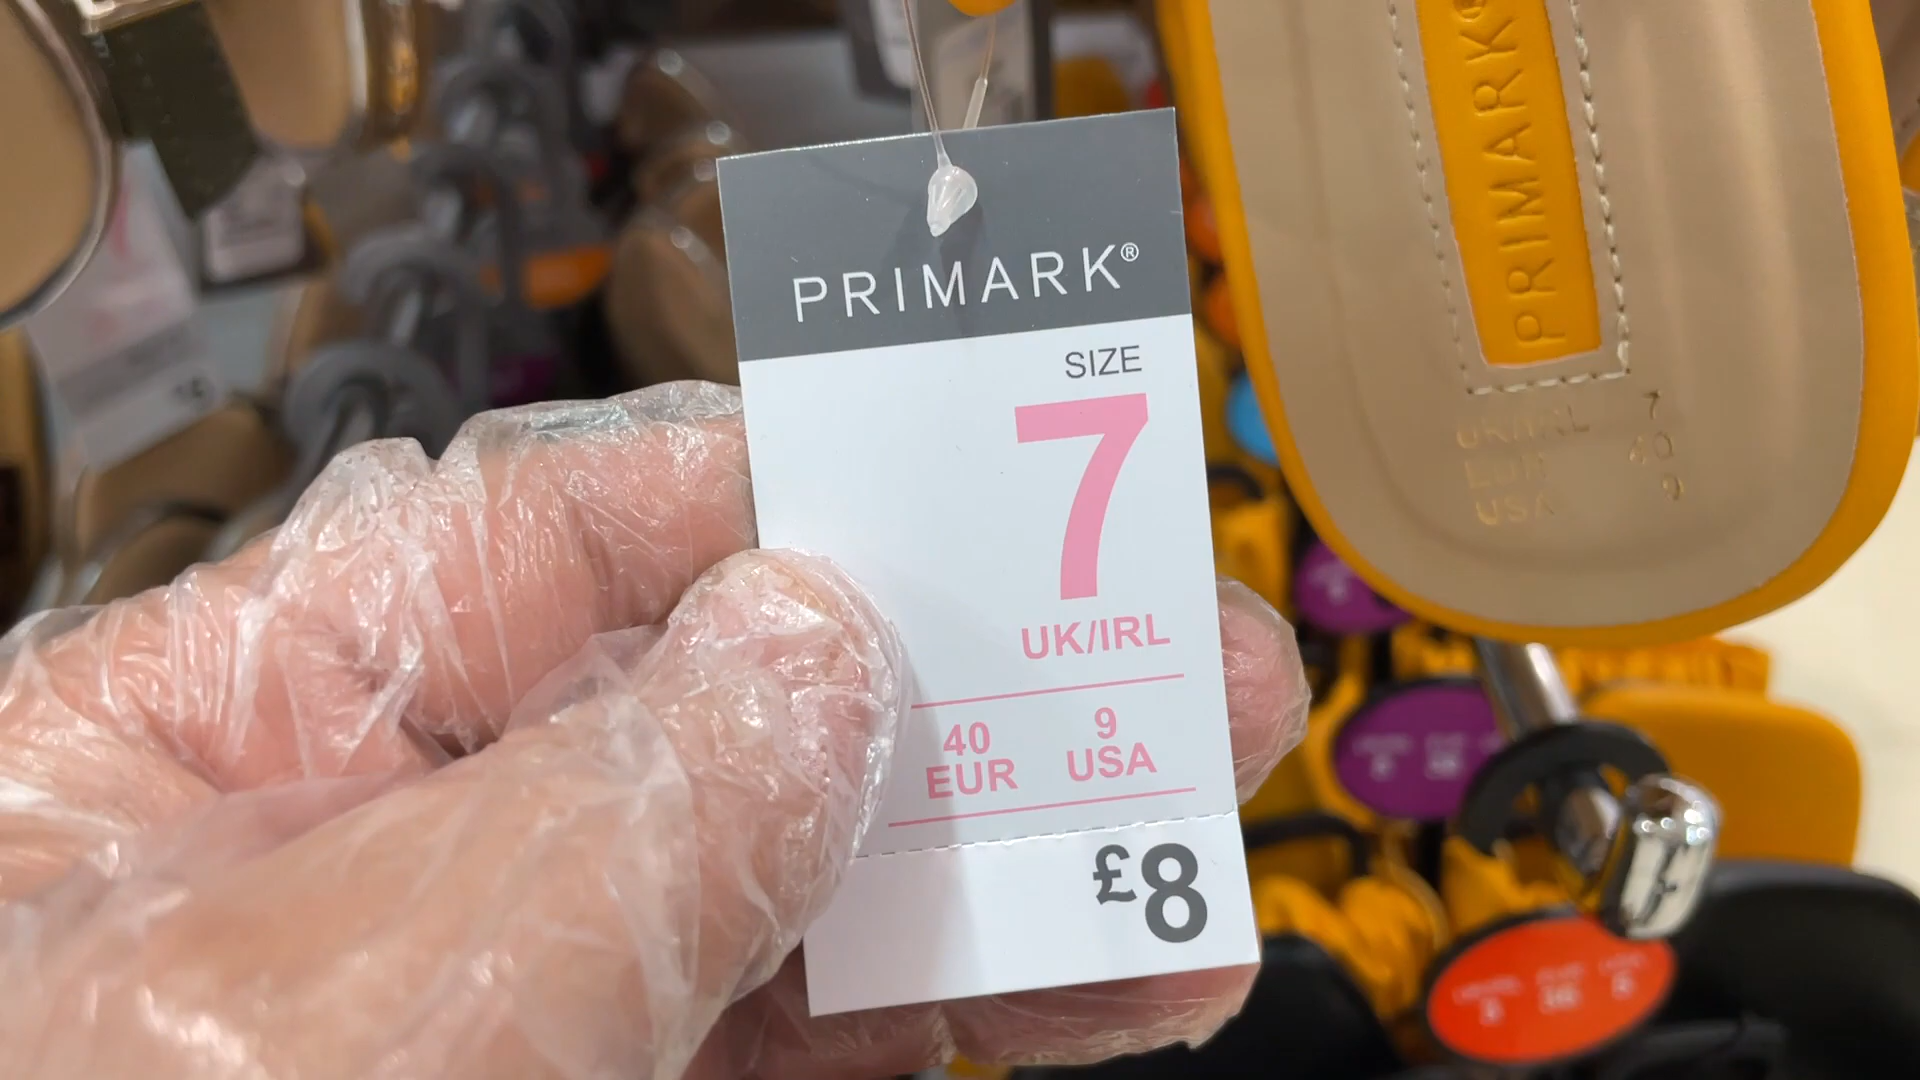 PRIMARK®
SIZE
7
UK/IRL
40 9
EUR USA
£8
PRIMARK®
UK/IRL 7
EUR 40
USA 9